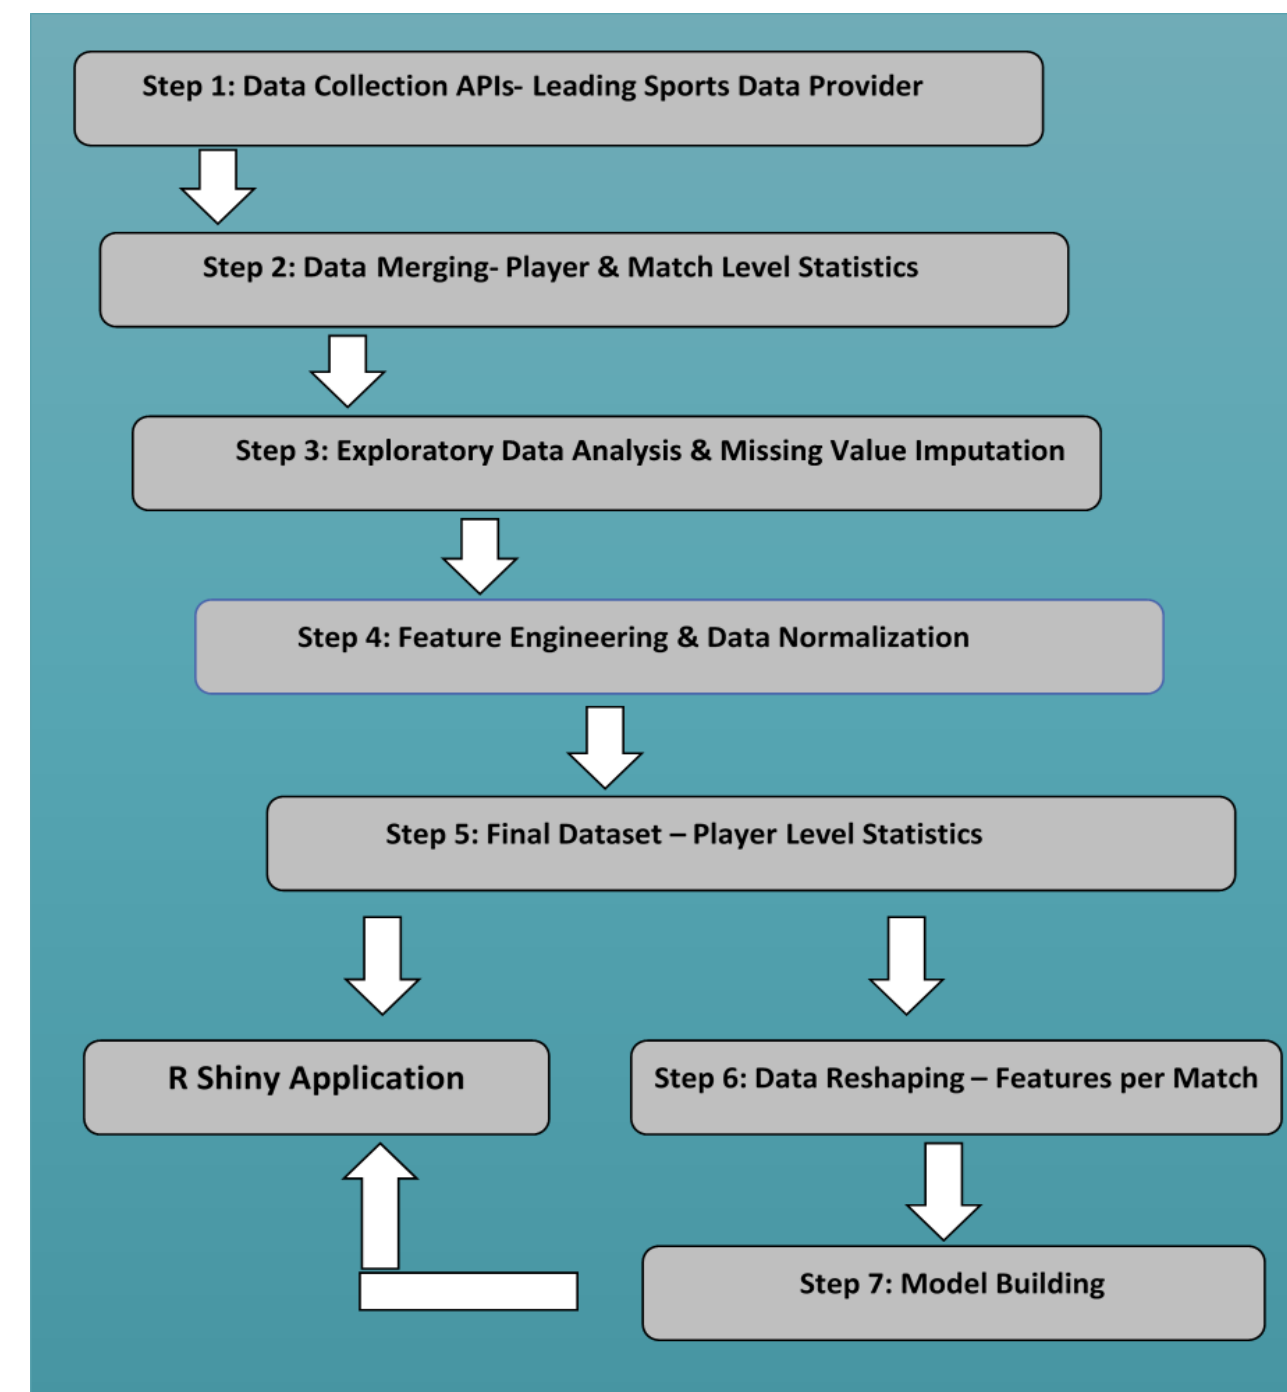 Step 1: Data Collection APIs- Leading Sports Data Provider
Step 2: Data Merging- Player & Match Level Statistics
Step 3: Exploratory Data Analysis & Missing Value Imputation
Step 4: Feature Engineering & Data Normalization
Step 5: Final Dataset – Player Level Statistics
R Shiny Application
Step 6: Data Reshaping – Features per Match
Step 7: Model Building